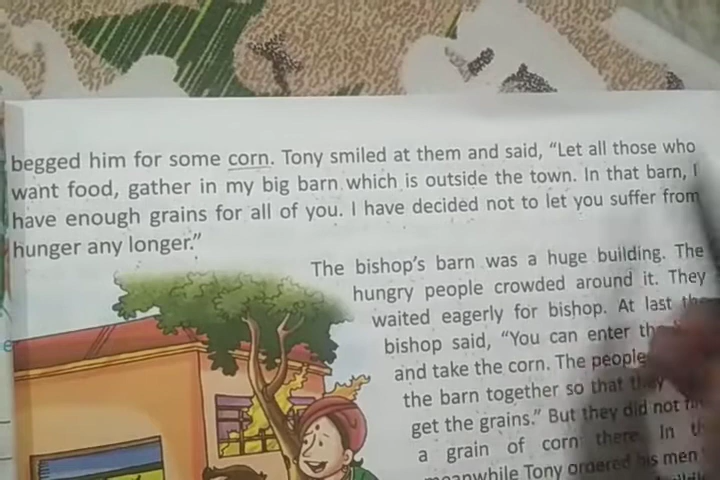 begged him for some corn. Tony smiled at them and said, “Let all those who
want food, gather in my big barn which is outside the town. In that barn, I
have enough grains for all of you. I have decided not to let you suffer from
hunger any longer.”
The bishop’s barn was a huge building. The
hungry people crowded around it. They
waited eagerly for bishop. At last the
bishop said, “You can enter the
and take the corn. The people
the barn together so that they
get the grains.” But they did not
a grain of corn there. In
meanwhile Tony ordered his men